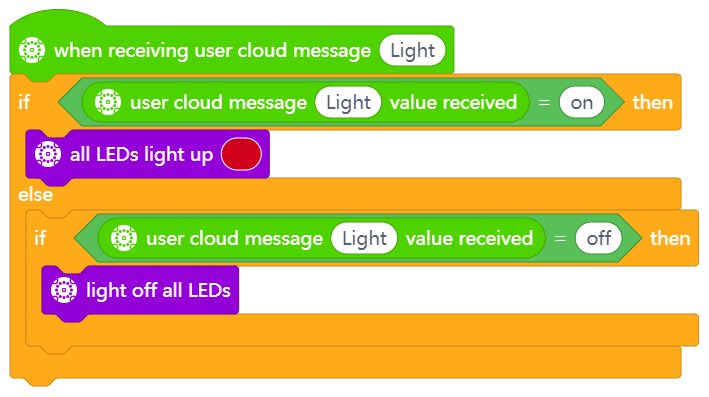 when receiving user cloud message Light
if user cloud message Light value received = on then
all LEDs light up
else
if user cloud message Light value received = off then
light off all LEDs